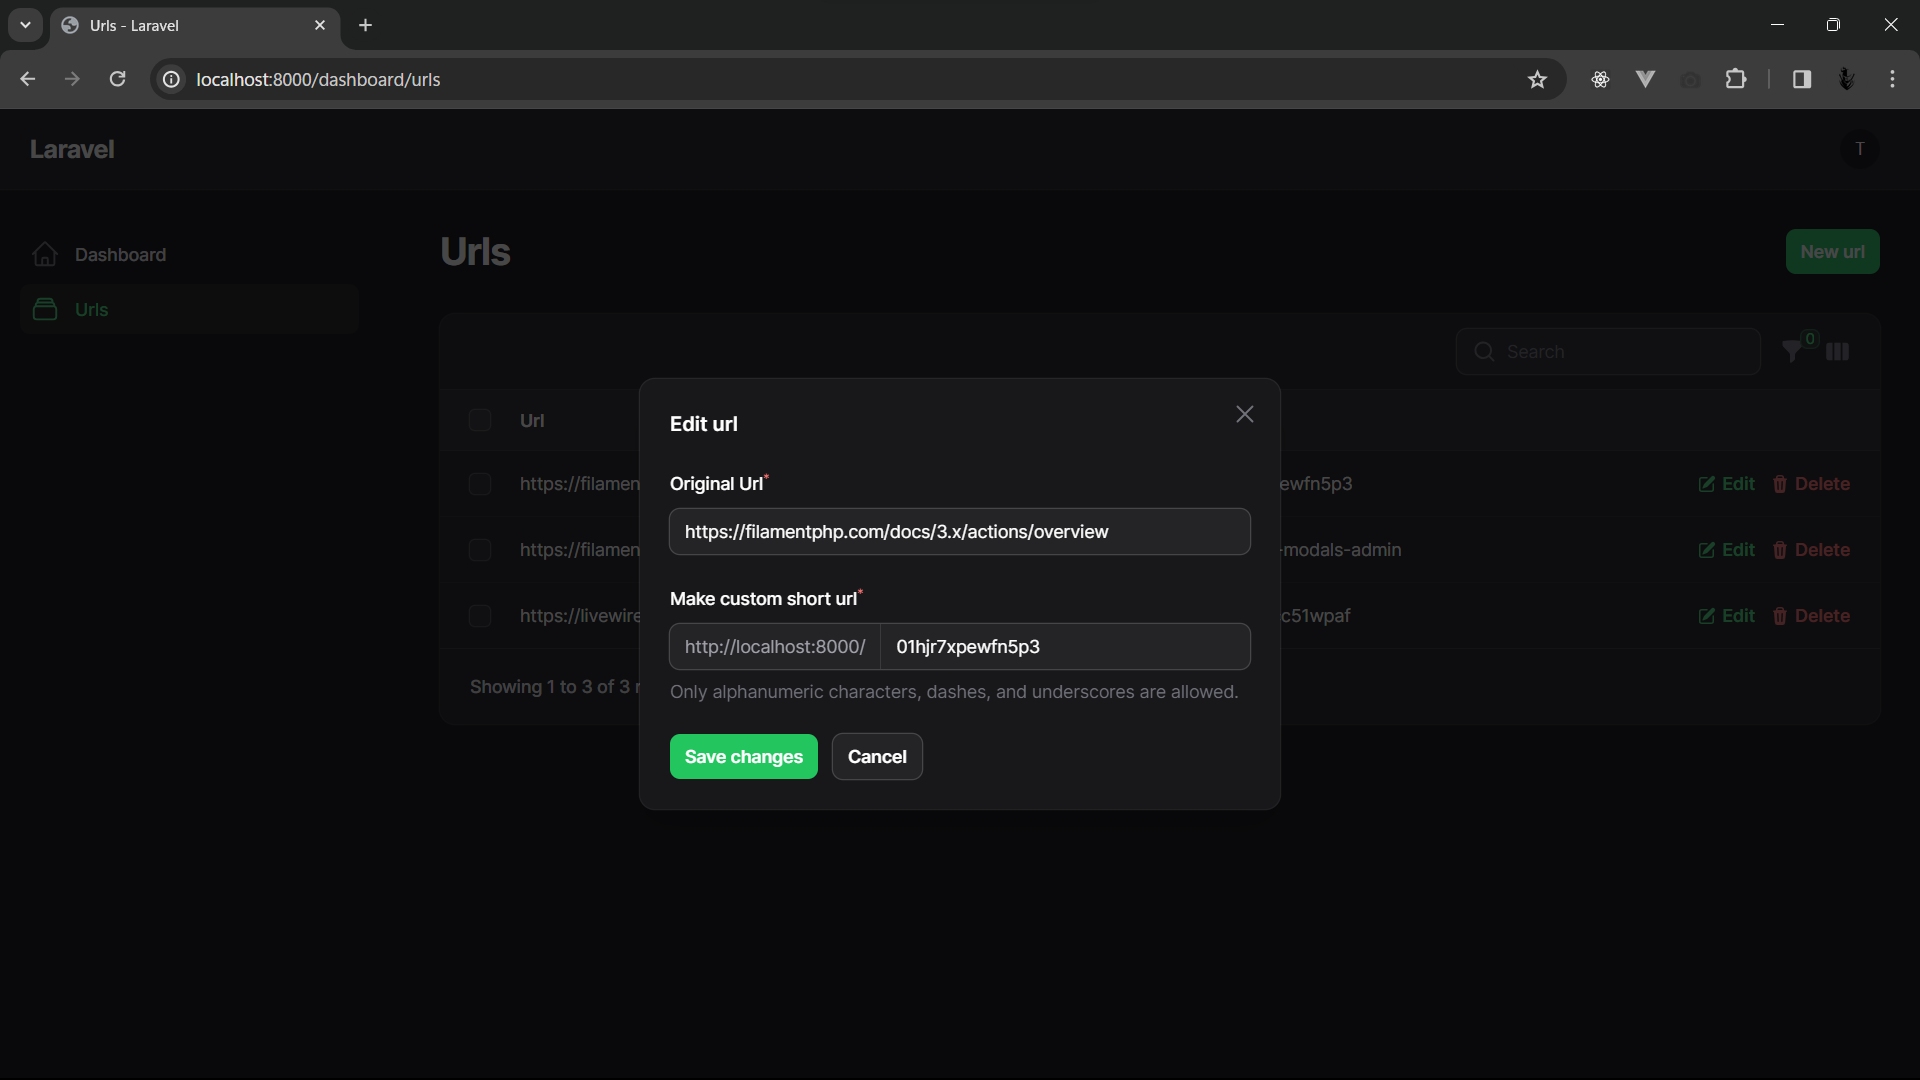 Urls - Laravel
localhost:8000/dashboard/urls
Laravel
T
Dashboard
Urls
Urls
New url
Search
0
Url
https://filamen
ewfn5p3
Edit
Delete
https://filamen
-modals-admin
Edit
Delete
https://livewire
c51wpaf
Edit
Delete
Showing 1 to 3 of 3 r
Edit url
Original Url*
https://filamentphp.com/docs/3.x/actions/overview
Make custom short url*
http://localhost:8000/ 01hjr7xpewfn5p3
Only alphanumeric characters, dashes, and underscores are allowed.
Save changes
Cancel